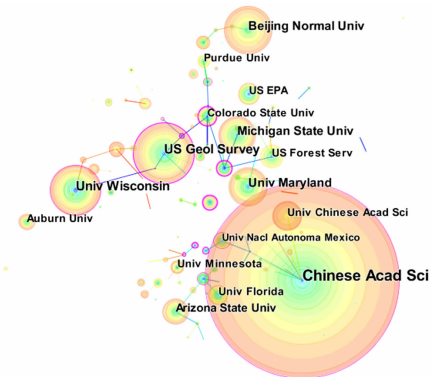 Beijing Normal Univ
Purdue Univ
US EPA
Colorado State Univ
Michigan State Univ
US Geol Survey
US Forest Serv
Univ Wisconsin
Univ Maryland
Auburn Univ
Univ Chinese Acad Sci
Univ Nacl Autonoma Mexico
Univ Minnesota
Chinese Acad Sci
Univ Florida
Arizona State Univ